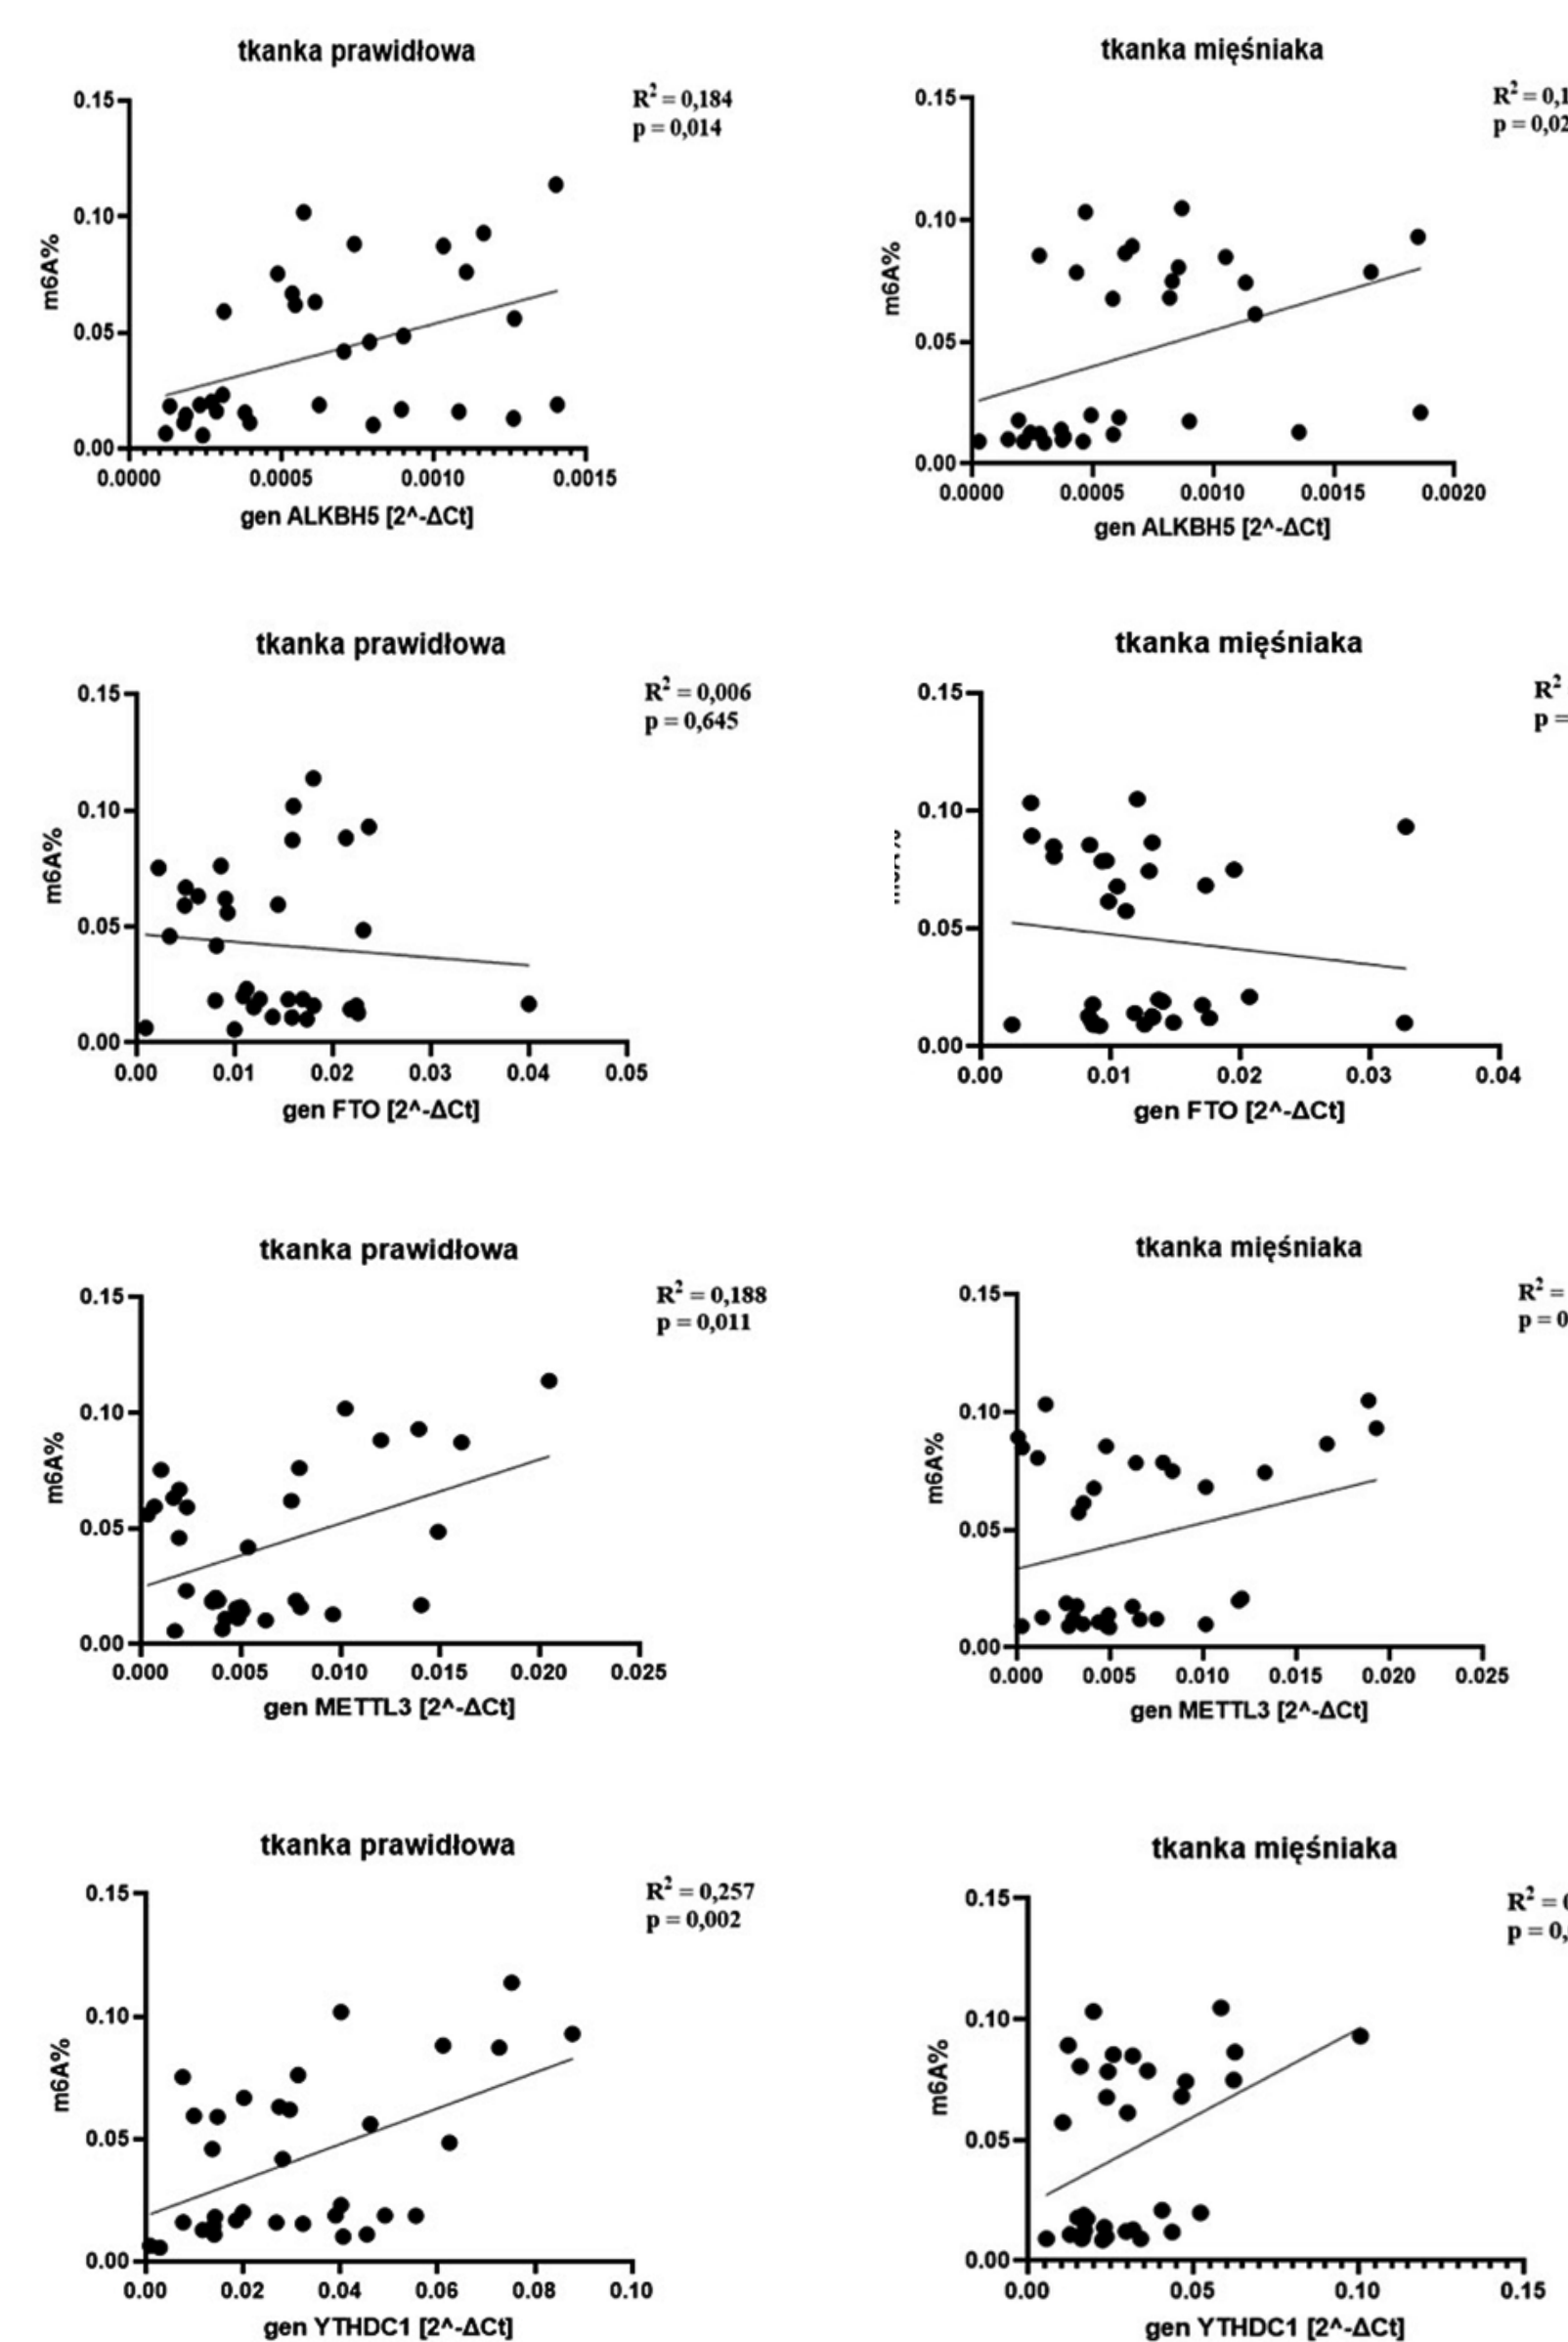 tkanka prawidłowa
R² = 0,184
p = 0,014
0.15
0.10
0.05
0.00
m6A%
0.0000 0.0005 0.0010 0.0015
gen ALKBH5 [2^-ΔCt]
tkanka mięśniaka
R² = 0,1
p = 0,02
0.15
0.10
0.05
0.00
m6A%
0.0000 0.0005 0.0010 0.0015 0.0020
gen ALKBH5 [2^-ΔCt]
tkanka prawidłowa
R² = 0,006
p = 0,645
0.15
0.10
0.05
0.00
m6A%
0.00 0.01 0.02 0.03 0.04 0.05
gen FTO [2^-ΔCt]
tkanka mięśniaka
R²
p =
0.15
0.10
0.05
0.00
0.00 0.01 0.02 0.03 0.04
gen FTO [2^-ΔCt]
tkanka prawidłowa
R² = 0,188
p = 0,011
0.15
0.10
0.05
0.00
m6A%
0.000 0.005 0.010 0.015 0.020 0.025
gen METTL3 [2^-ΔCt]
tkanka mięśniaka
R² =
p = 0
0.15
0.10
0.05
0.00
m6A%
0.000 0.005 0.010 0.015 0.020 0.025
gen METTL3 [2^-ΔCt]
tkanka prawidłowa
R² = 0,257
p = 0,002
0.15
0.10
0.05
0.00
m6A%
0.00 0.02 0.04 0.06 0.08 0.10
gen YTHDC1 [2^-ΔCt]
tkanka mięśniaka
R² = 0
p = 0,
0.15
0.10
0.05
0.00
m6A%
0.00 0.05 0.10 0.15
gen YTHDC1 [2^-ΔCt]